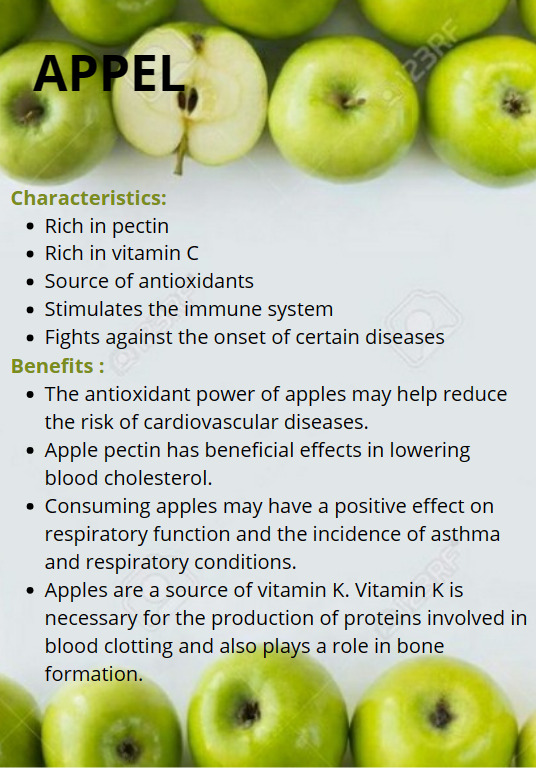 APPEL
Characteristics:
• Rich in pectin
• Rich in vitamin C
• Source of antioxidants
• Stimulates the immune system
• Fights against the onset of certain diseases
Benefits :
• The antioxidant power of apples may help reduce
the risk of cardiovascular diseases.
• Apple pectin has beneficial effects in lowering
blood cholesterol.
• Consuming apples may have a positive effect on
respiratory function and the incidence of asthma
and respiratory conditions.
• Apples are a source of vitamin K. Vitamin K is
necessary for the production of proteins involved in
blood clotting and also plays a role in bone
formation.
123RF
123RF
123RF